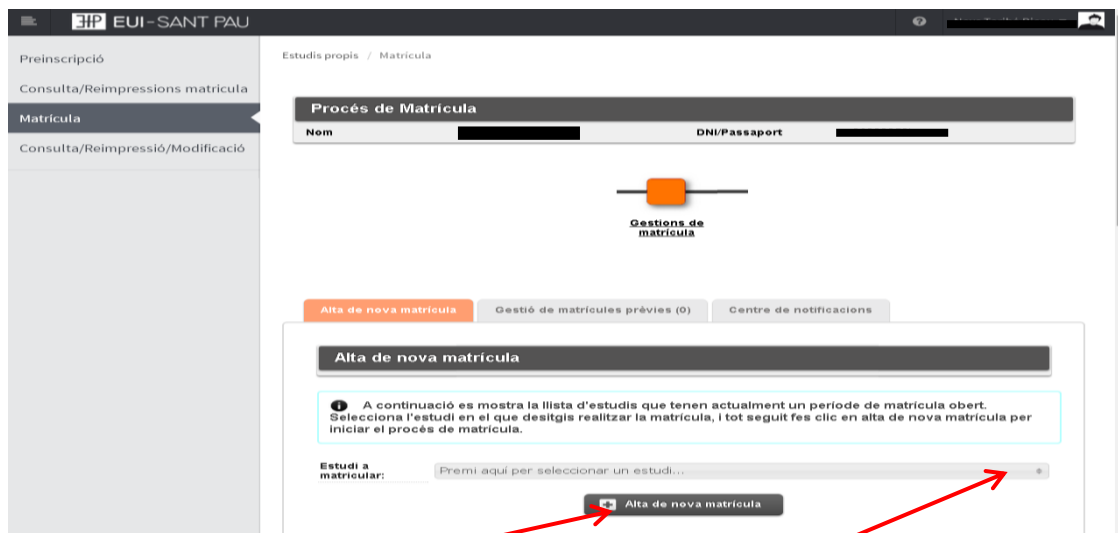 EUI-SANT PAU
Preinscripció
Consulta/Reimpressions matricula
Matrícula
Consulta/Reimpressió/Modificació
Estudis propis / Matrícula
Procés de Matrícula
Nom DNI/Passaport
Gestions de
matrícula
Alta de nova matrícula Gestió de matrícules prèvies (0) Centre de notificacions
Alta de nova matrícula
A continuació es mostra la llista d'estudis que tenen actualment un període de matrícula obert.
Selecciona l'estudi en el que desitgis realitzar la matrícula, i tot seguit fes clic en alta de nova matrícula per
iniciar el procés de matrícula.
Estudi a
matricular:
Premi aquí per seleccionar un estudi...
Alta de nova matrícula